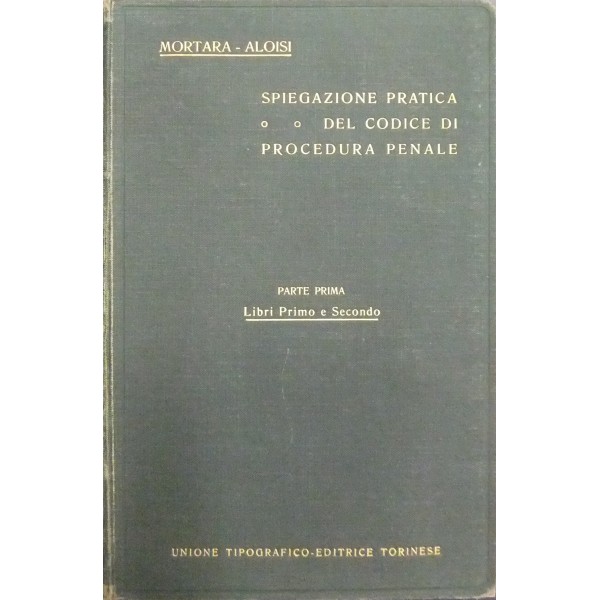 MORTARA - ALOISI
SPIEGAZIONE PRATICA
DEL CODICE DI
PROCEDURA PENALE
PARTE PRIMA
Libri Primo e Secondo
UNIONE TIPOGRAFICO-EDITRICE TORINESE